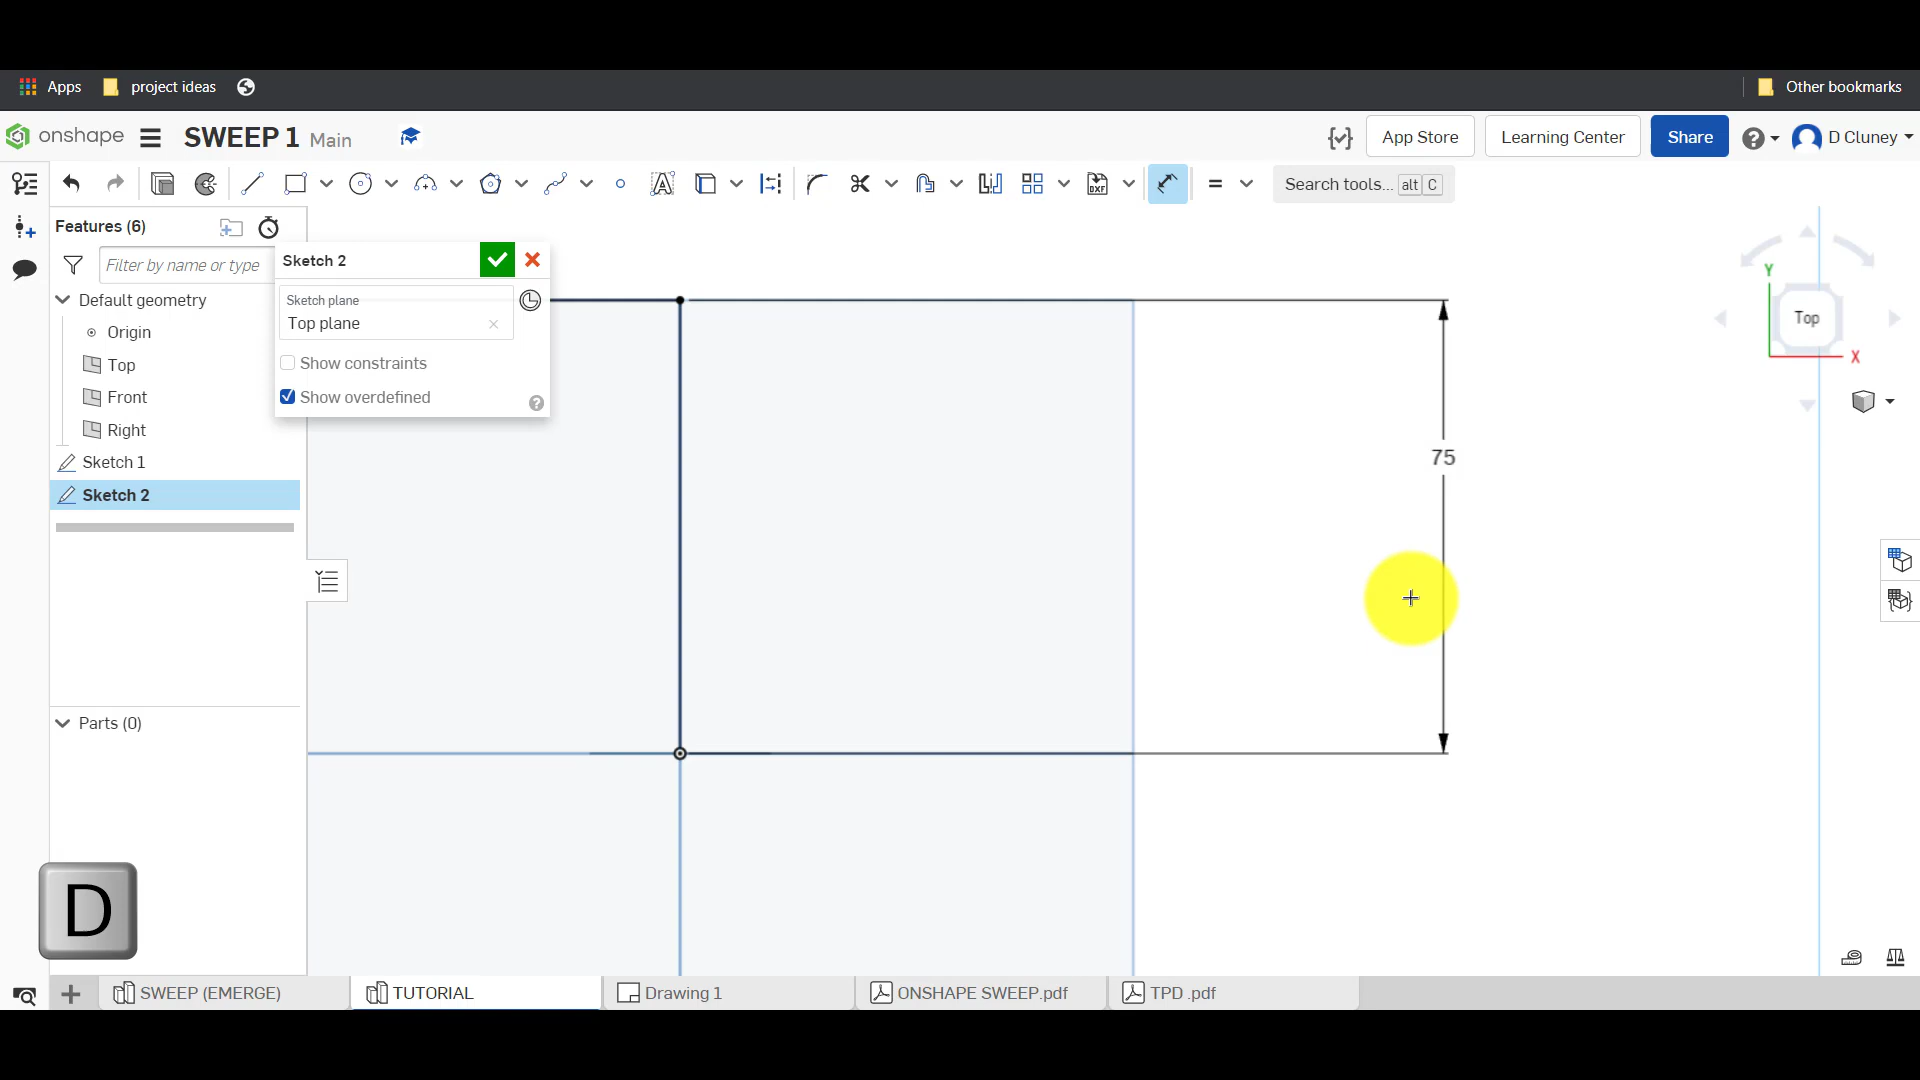 Apps project ideas Other bookmarks
onshape SWEEP 1 Main App Store Learning Center Share D Cluney
Search tools... alt C
Features (6)
Filter by name or type
Default geometry
Origin
Top
Front
Right
Sketch 1
Sketch 2
Parts (0)
Sketch 2
Sketch plane
Top plane
Show constraints
Show overdefined
75
Y
Top
X
D
SWEEP (EMERGE) TUTORIAL Drawing 1 ONSHAPE SWEEP.pdf TPD .pdf